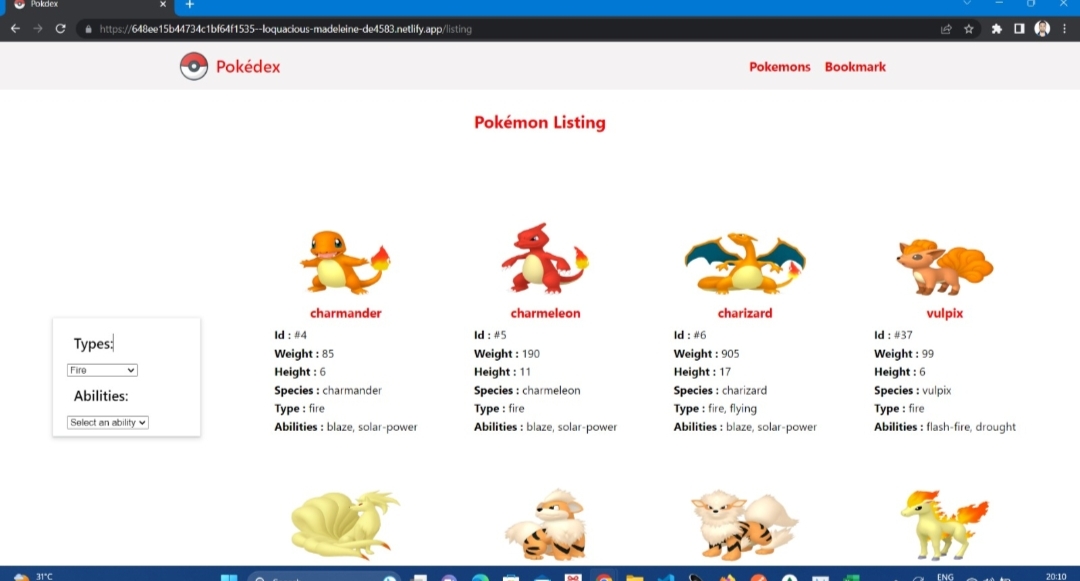 Pokdex
https://648ee15b44734c1bf64f1535--loquacious-madeleine-de4583.netlify.app/listing
Pokédex
Pokemons Bookmark
Pokémon Listing
charmander charmeleon charizard vulpix
Id : #4 Id : #5 Id : #6 Id : #37
Weight : 85 Weight : 190 Weight : 905 Weight : 99
Height : 6 Height : 11 Height : 17 Height : 6
Species : charmander Species : charmeleon Species : charizard Species : vulpix
Type : fire Type : fire Type : fire, flying Type : fire
Abilities : blaze, solar-power Abilities : blaze, solar-power Abilities : blaze, solar-power Abilities : flash-fire, drought
Types:
Fire
Abilities:
Select an ability
31°C
ENG
20:10